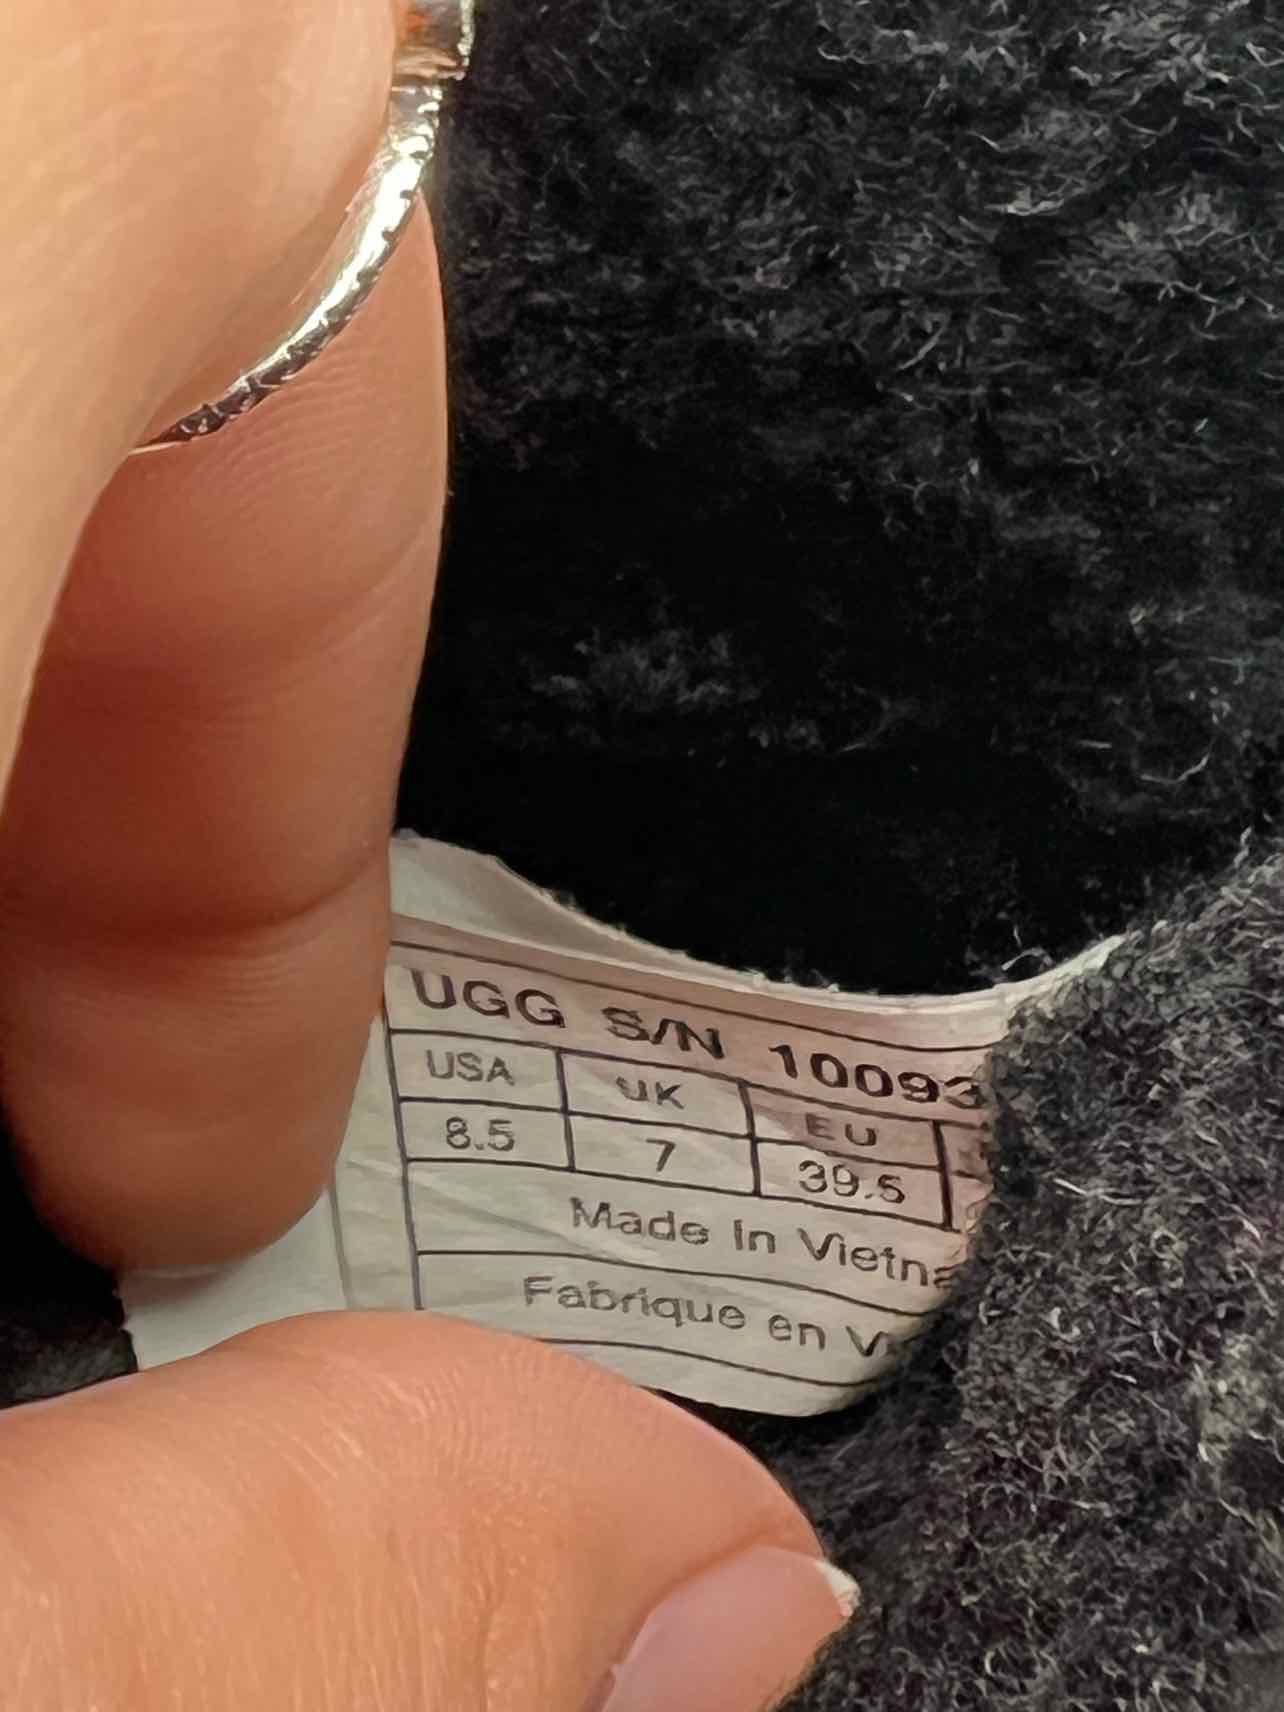 UGG S/N 10093
USA UK EU
8.5 7 39.5
Made In Vietna
Fabrique en V